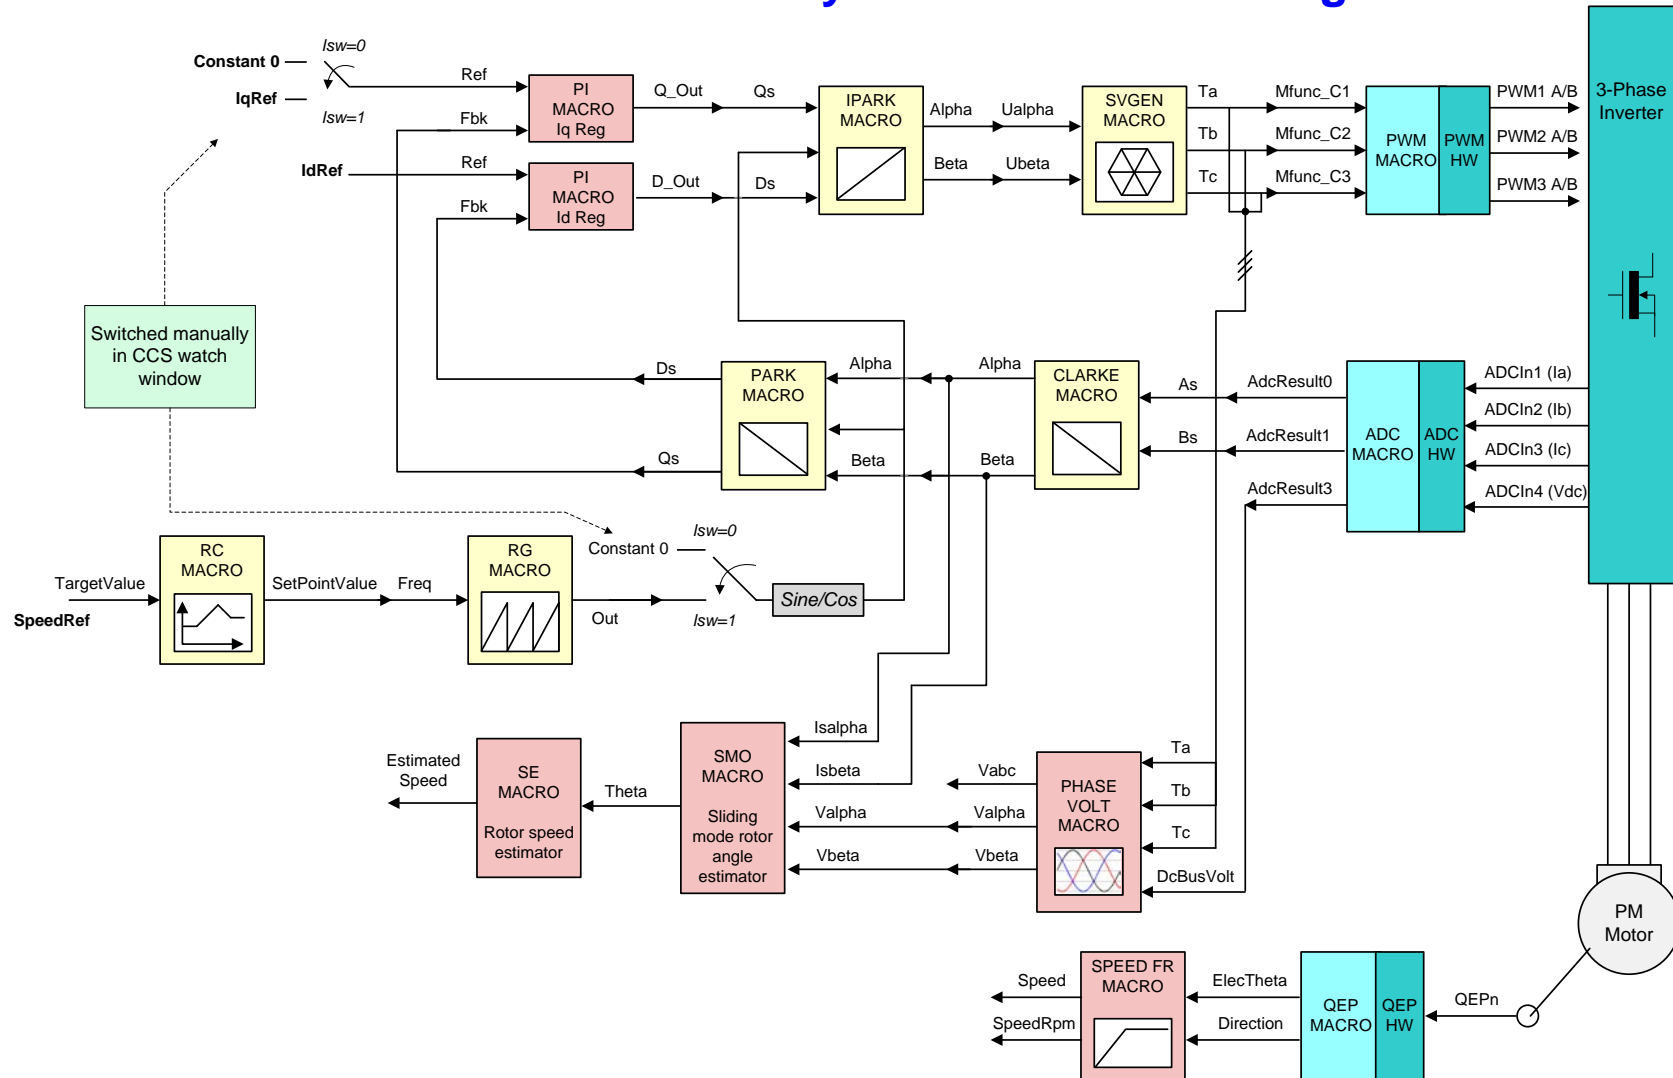 lsw=0
Constant 0
IqRef
lsw=1
Ref
Fbk
PI
MACRO
Iq Reg
Q_Out
Qs
IdRef
Ref
Fbk
PI
MACRO
Id Reg
D_Out
Ds
IPARK
MACRO
Alpha
Ualpha
Beta
Ubeta
SVGEN
MACRO
Ta
Tb
Tc
Mfunc_C1
Mfunc_C2
Mfunc_C3
PWM
MACRO
PWM
HW
PWM1 A/B
PWM2 A/B
PWM3 A/B
3-Phase
Inverter
Switched manually
in CCS watch
window
Ds
Qs
PARK
MACRO
Alpha
Alpha
Beta
Beta
CLARKE
MACRO
As
AdcResult0
Bs
AdcResult1
AdcResult3
ADC
MACRO
ADC
HW
ADCIn1 (Ia)
ADCIn2 (Ib)
ADCIn3 (Ic)
ADCIn4 (Vdc)
TargetValue
SpeedRef
RC
MACRO
SetPointValue
Freq
RG
MACRO
Out
Constant 0
lsw=0
lsw=1
Sine/Cos
Estimated
Speed
SE
MACRO
Rotor speed
estimator
Theta
SMO
MACRO
Sliding
mode rotor
angle
estimator
Isalpha
Isbeta
Valpha
Vbeta
Vabc
Valpha
Vbeta
PHASE
VOLT
MACRO
Ta
Tb
Tc
DcBusVolt
PM
Motor
Speed
SpeedRpm
SPEED FR
MACRO
ElecTheta
Direction
QEP
MACRO
QEP
HW
QEPn